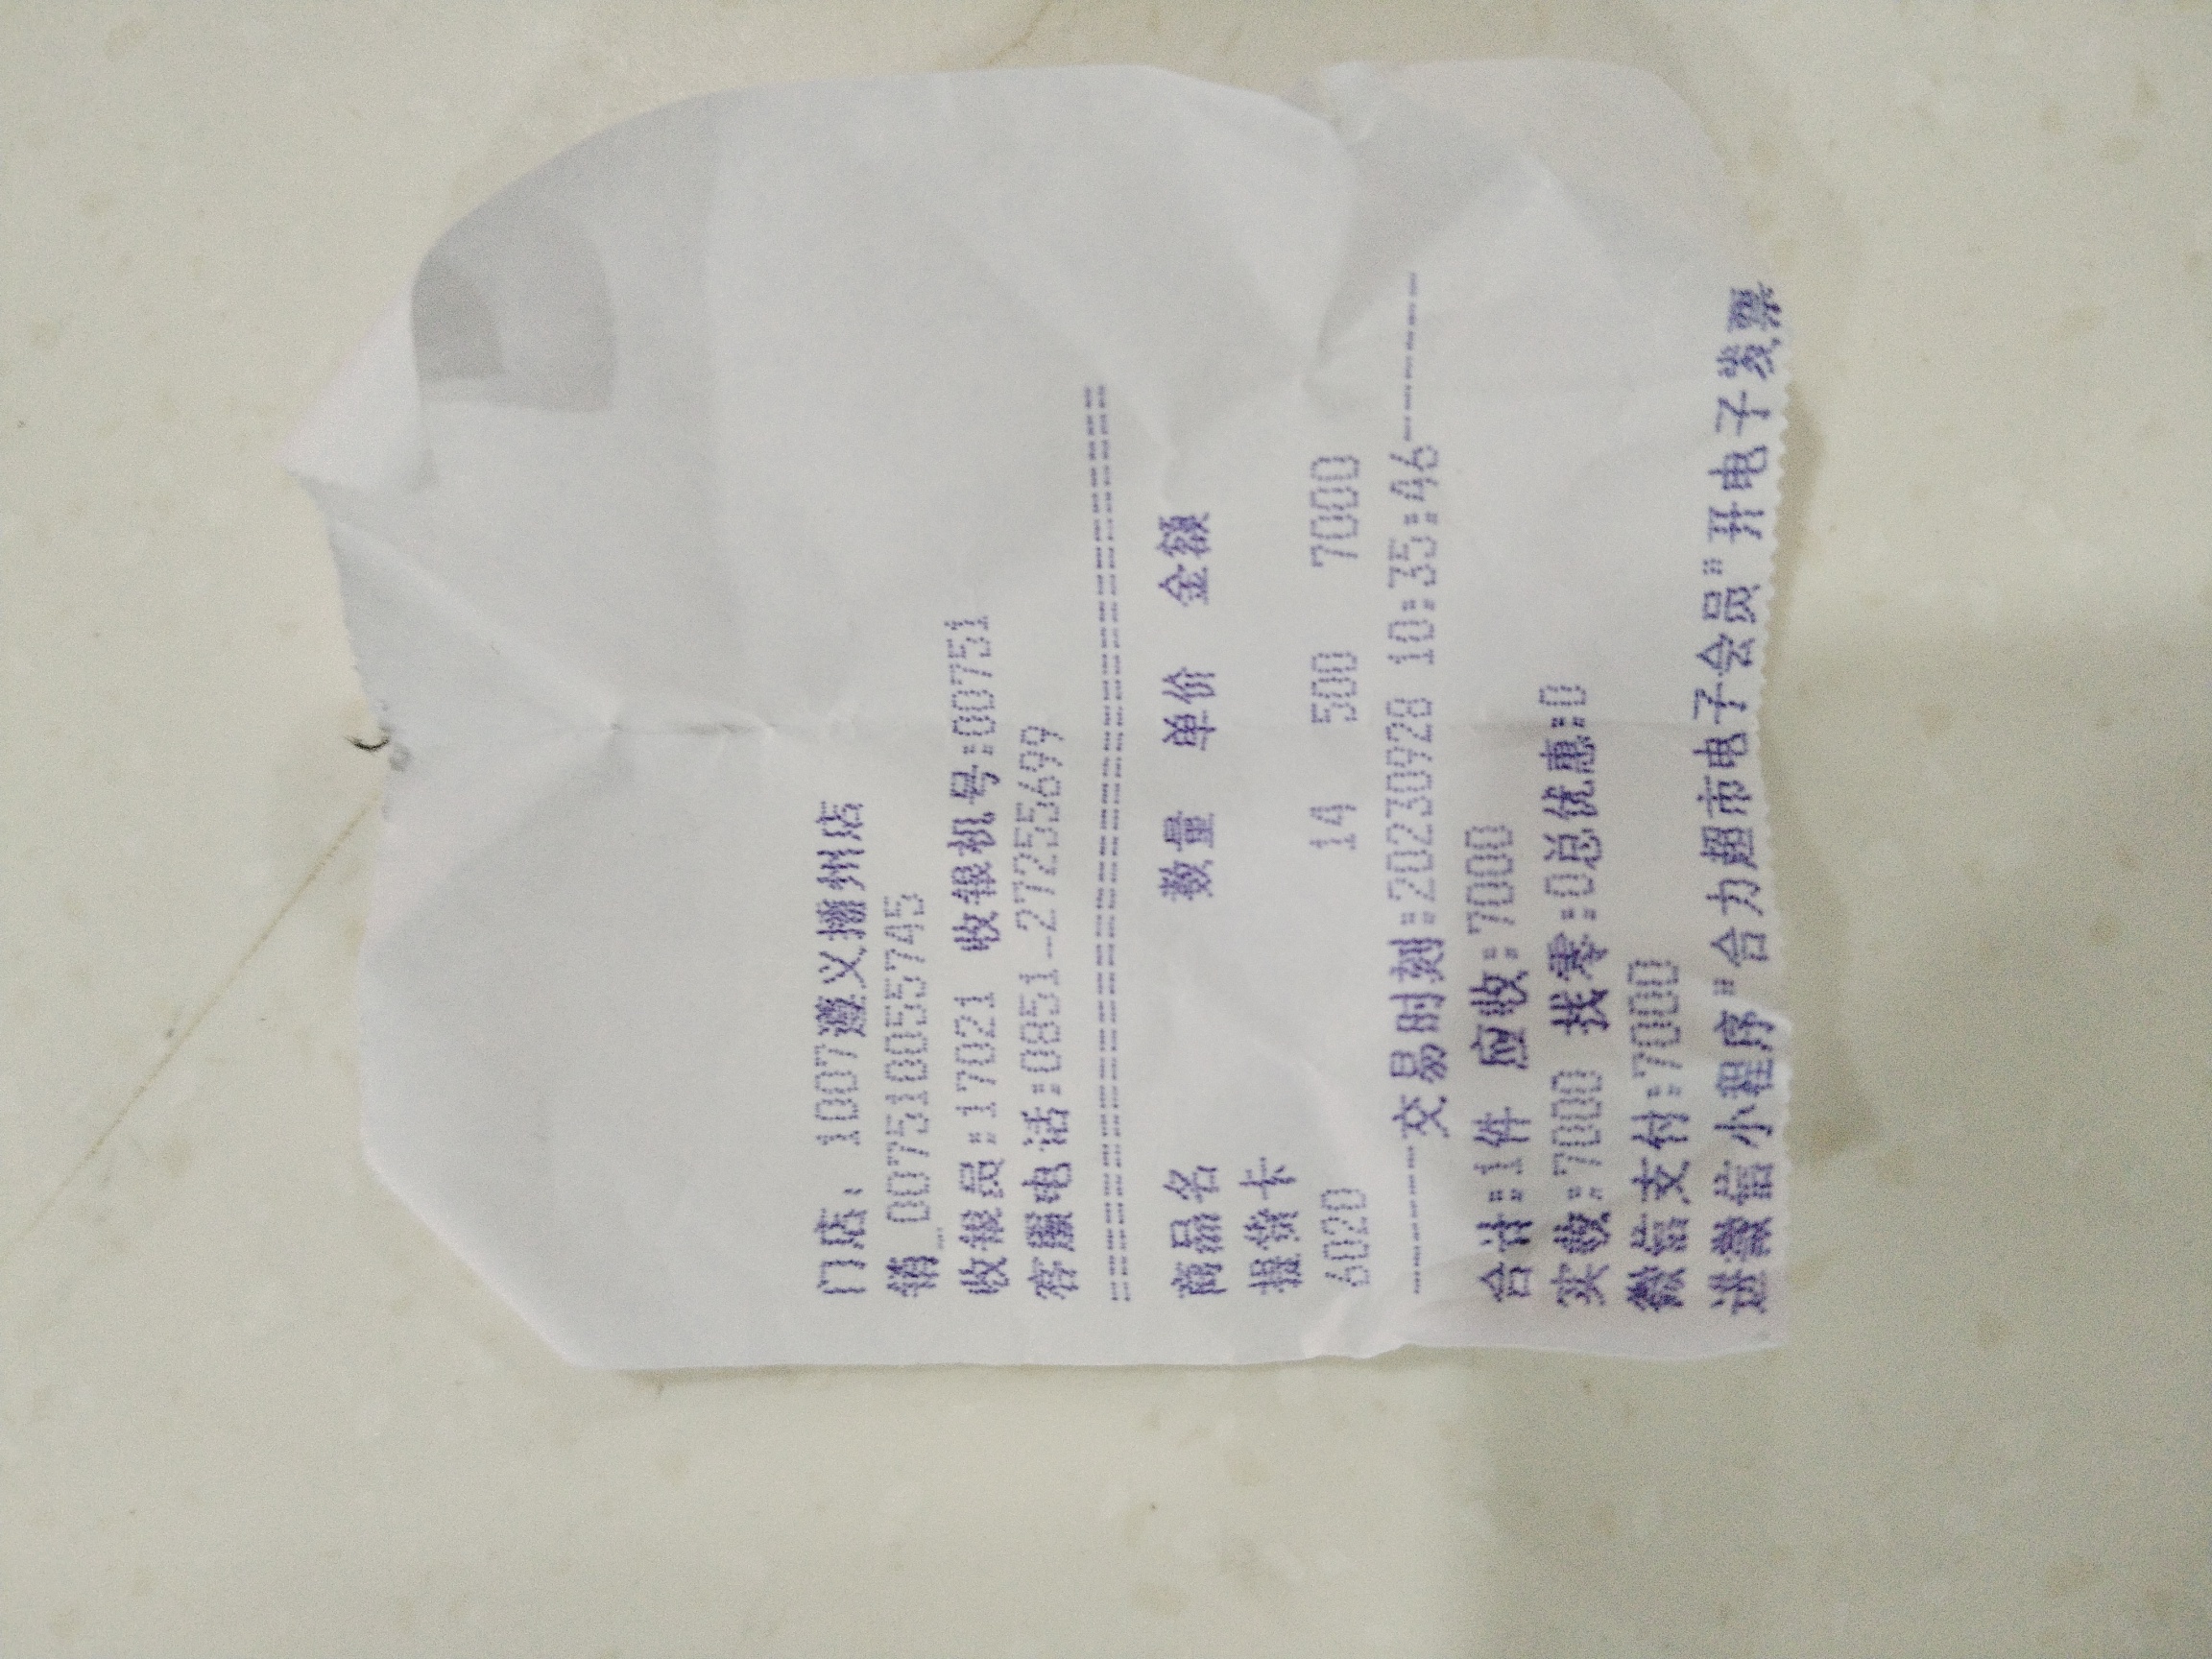 门店: 1007遵义播州店
销_0075100557​45
收银员:17021 收银机号:00751
客服电话:0851-27255699
================================
商品名 数量 单价 金额
提货卡
6020 14 500 7000
------交易时刻:20230928 10:35:46------
合计:1件 应收:7000
实收:7000 找零:0总优惠:0
微信支付:7000
进微信小程序"合力超市电子会员"开电子发票